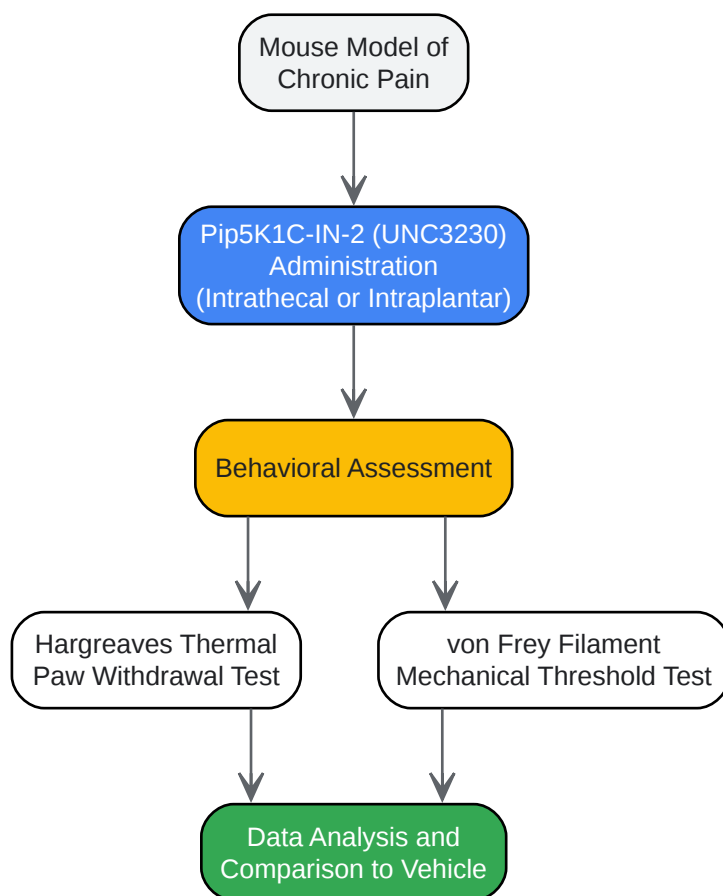 Mouse Model of
Chronic Pain
Pip5K1C-IN-2 (UNC3230)
Administration
(Intrathecal or Intraplantar)
Behavioral Assessment
Hargreaves Thermal
Paw Withdrawal Test
von Frey Filament
Mechanical Threshold Test
Data Analysis and
Comparison to Vehicle